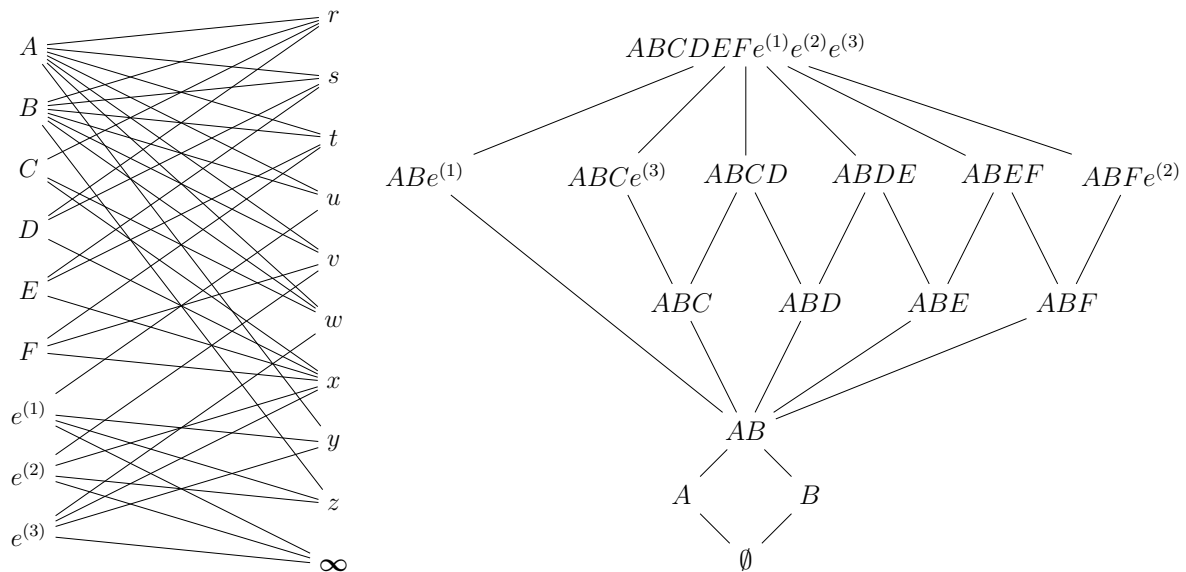 A
B
C
D
E
F
e^{(1)}
e^{(2)}
e^{(3)}
r
s
t
u
v
w
x
y
z
∞
ABCDEFe^{(1)}e^{(2)}e^{(3)}
ABe^{(1)} ABCe^{(3)} ABCD ABDE ABEF ABFe^{(2)}
ABC ABD ABE ABF
AB
A B
∅